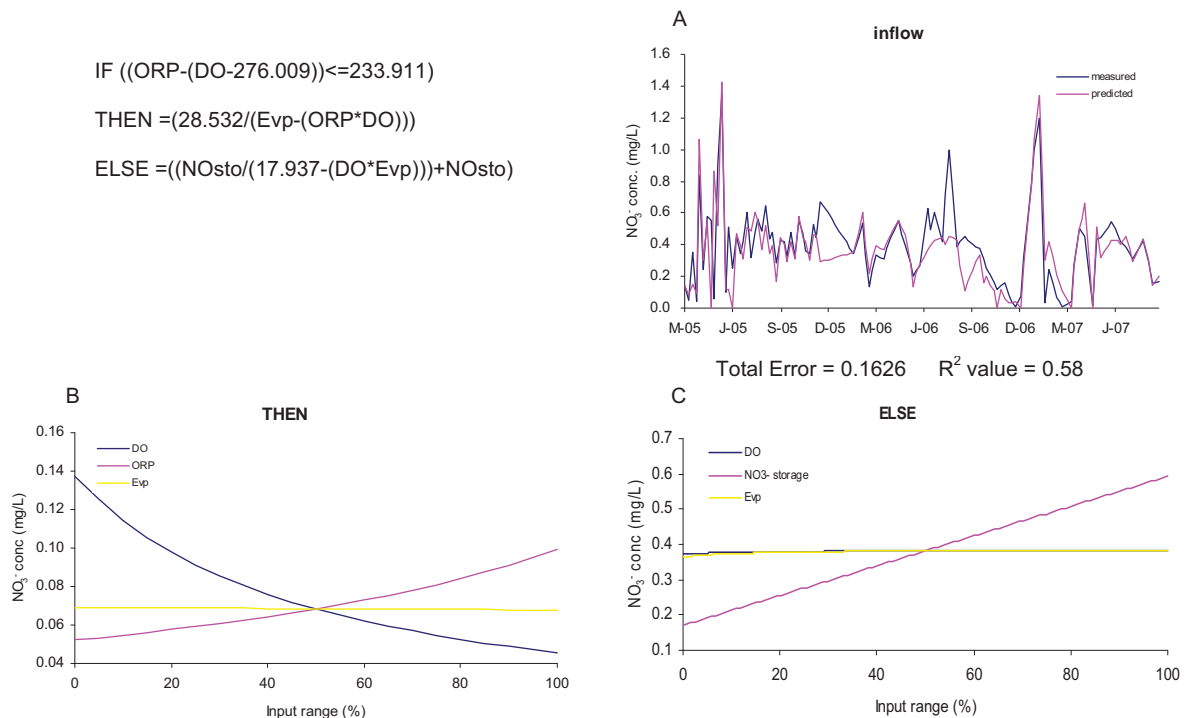 IF ((ORP-(DO-276.009))<=233.911)
THEN =(28.532/(Evp-(ORP*DO)))
ELSE =((NOsto/(17.937-(DO*Evp)))+NOsto)
A
inflow
NO₃⁻ conc. (mg/L)
1.6
1.4
1.2
1.0
0.8
0.6
0.4
0.2
0.0
measured
predicted
M-05 J-05 S-05 D-05 M-06 J-06 S-06 D-06 M-07 J-07
Total Error = 0.1626 R² value = 0.58
B
THEN
NO₃⁻ conc (mg/L)
0.16
0.14
0.12
0.10
0.08
0.06
0.04
DO
ORP
Evp
0 20 40 60 80 100
Input range (%)
C
ELSE
NO₃⁻ conc (mg/L)
0.7
0.6
0.5
0.4
0.3
0.2
0.1
DO
NO3- storage
Evp
0 20 40 60 80 100
Input range (%)